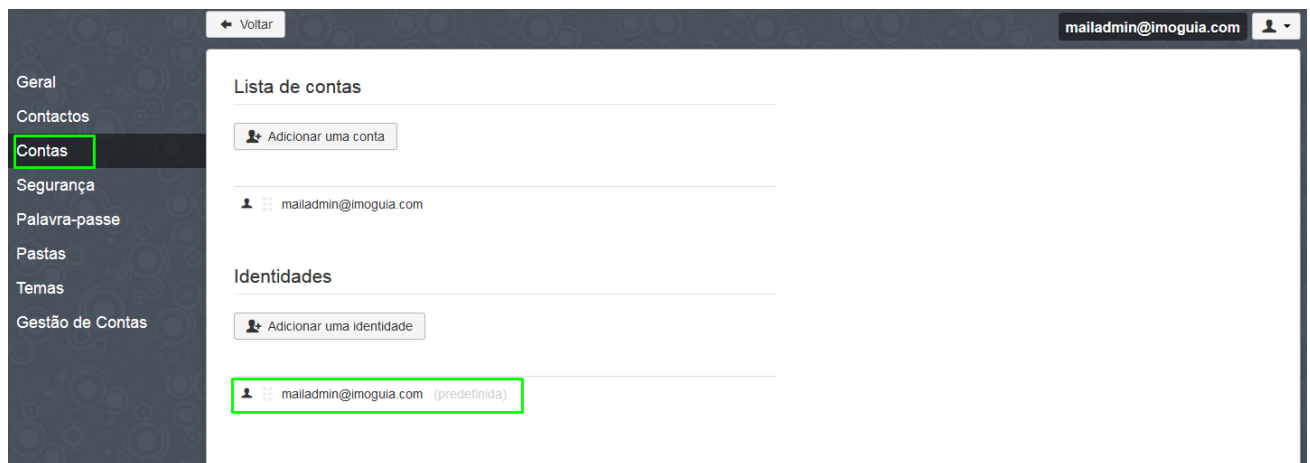 Voltar
mailadmin@imoguia.com
Geral
Contactos
Contas
Segurança
Palavra-passe
Pastas
Temas
Gestão de Contas
Lista de contas
Adicionar uma conta
mailadmin@imoguia.com
Identidades
Adicionar uma identidade
mailadmin@imoguia.com (predefinida)